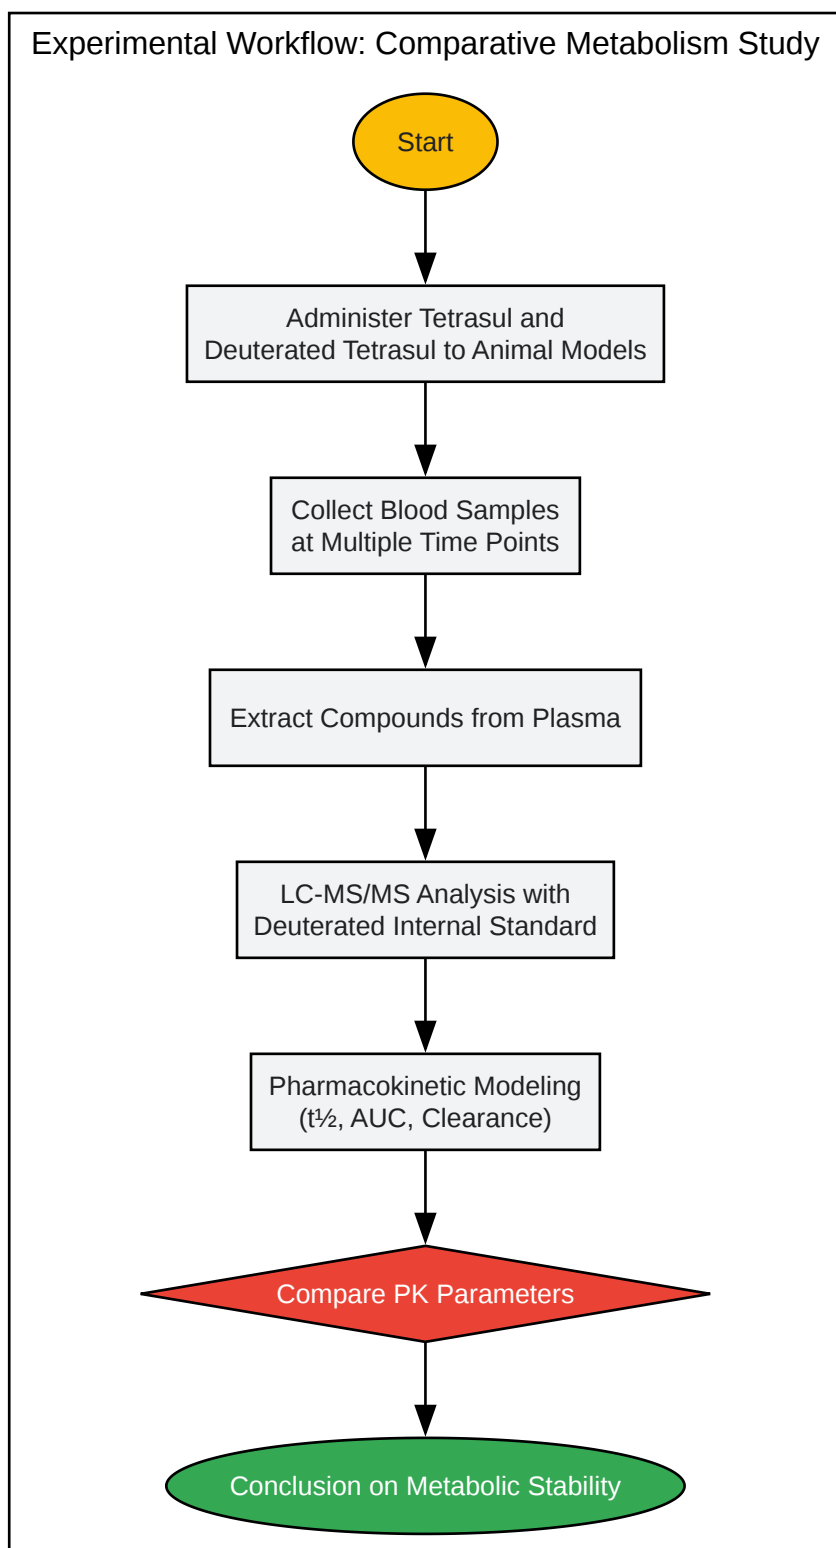 Experimental Workflow: Comparative Metabolism Study
Start
Administer Tetrasul and
Deuterated Tetrasul to Animal Models
Collect Blood Samples
at Multiple Time Points
Extract Compounds from Plasma
LC-MS/MS Analysis with
Deuterated Internal Standard
Pharmacokinetic Modeling
(t½, AUC, Clearance)
Compare PK Parameters
Conclusion on Metabolic Stability